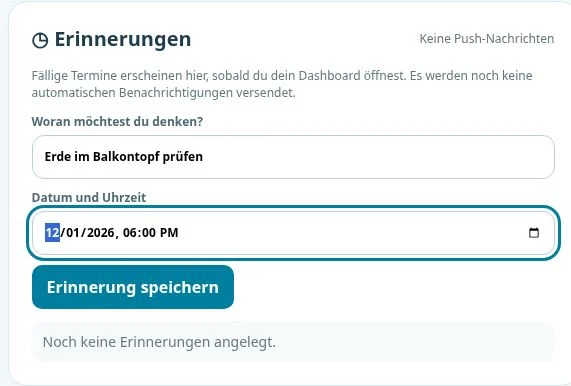 Erinnerungen
Keine Push-Nachrichten
Fällige Termine erscheinen hier, sobald du dein Dashboard öffnest. Es werden noch keine
automatischen Benachrichtigungen versendet.
Woran möchtest du denken?
Erde im Balkontopf prüfen
Datum und Uhrzeit
12/01/2026, 06:00 PM
Erinnerung speichern
Noch keine Erinnerungen angelegt.